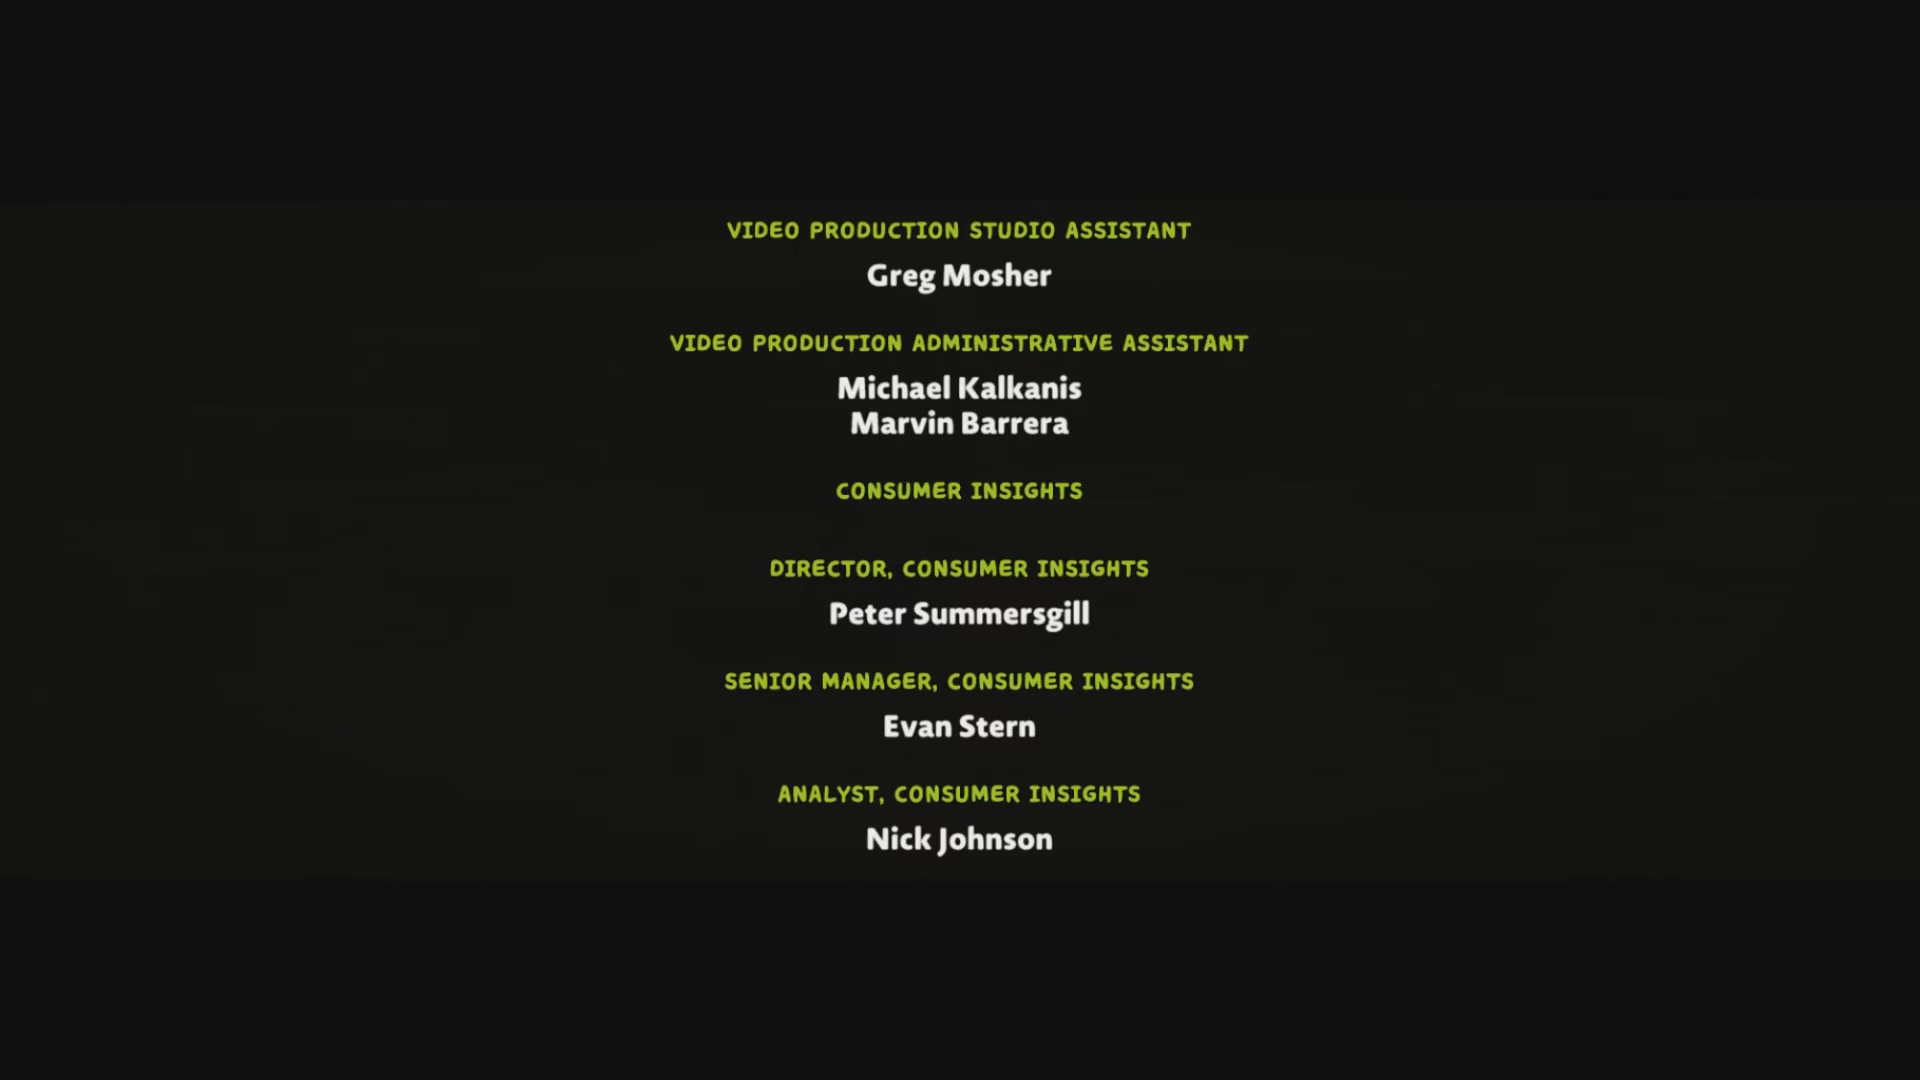 VIDEO PRODUCTION STUDIO ASSISTANT
Greg Mosher
VIDEO PRODUCTION ADMINISTRATIVE ASSISTANT
Michael Kalkanis
Marvin Barrera
CONSUMER INSIGHTS
DIRECTOR, CONSUMER INSIGHTS
Peter Summersgill
SENIOR MANAGER, CONSUMER INSIGHTS
Evan Stern
ANALYST, CONSUMER INSIGHTS
Nick Johnson